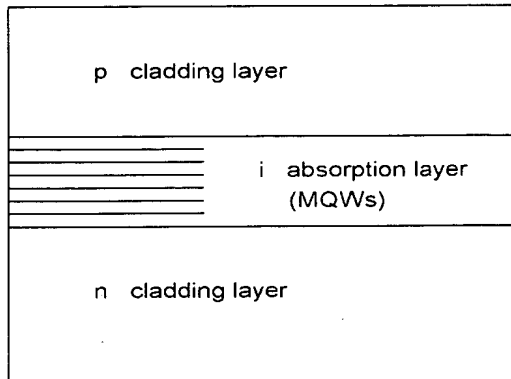 p cladding layer
i absorption layer
(MQWs)
n cladding layer